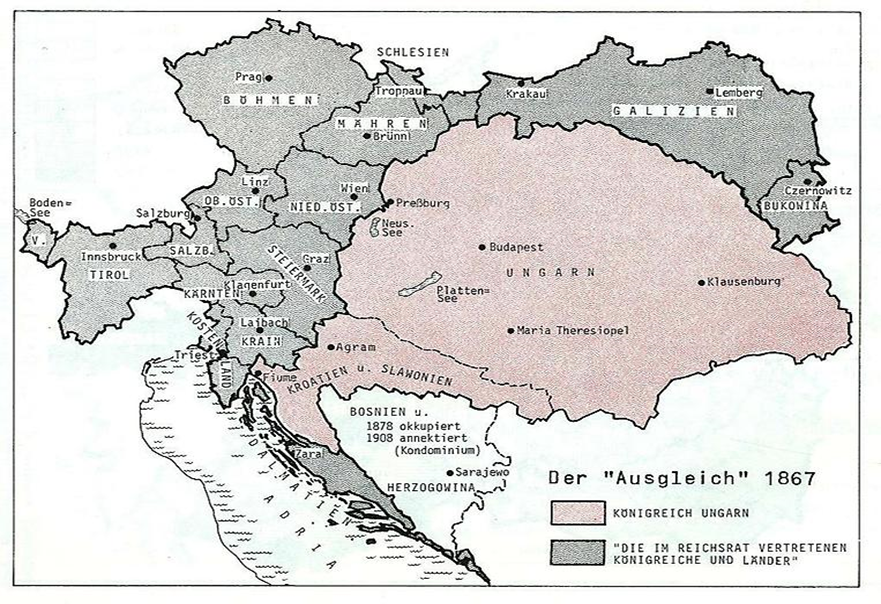 SCHLESIEN
Prag
Troppau
BÖHMEN
Krakau
Lemberg
GALIZIEN
MÄHREN
Brünn
Linz
Wien
Czernowitz
BUKOWINA
OB.ÖST.
NIED.ÖST.
Preßburg
Boden=
See
Salzburg
Neus.
See
V.
Innsbruck
SALZB.
Graz
Budapest
TIROL
STEIERMARK
UNGARN
Klagenfurt
KÄRNTEN
Platten=
See
Klausenburg
KÜSTEN
LAND
Laibach
KRAIN
Maria Theresiopel
Triest
Agram
Fiume
KROATIEN u. SLAWONIEN
BOSNIEN u.
1878 okkupiert
1908 annektiert
(Kondominium)
Zara
Sarajewo
HERZOGOWINA
DALMATIEN
ADRIA
Der "Ausgleich" 1867
KÖNIGREICH UNGARN
"DIE IM REICHSRAT VERTRETENEN
KÖNIGREICHE UND LÄNDER"